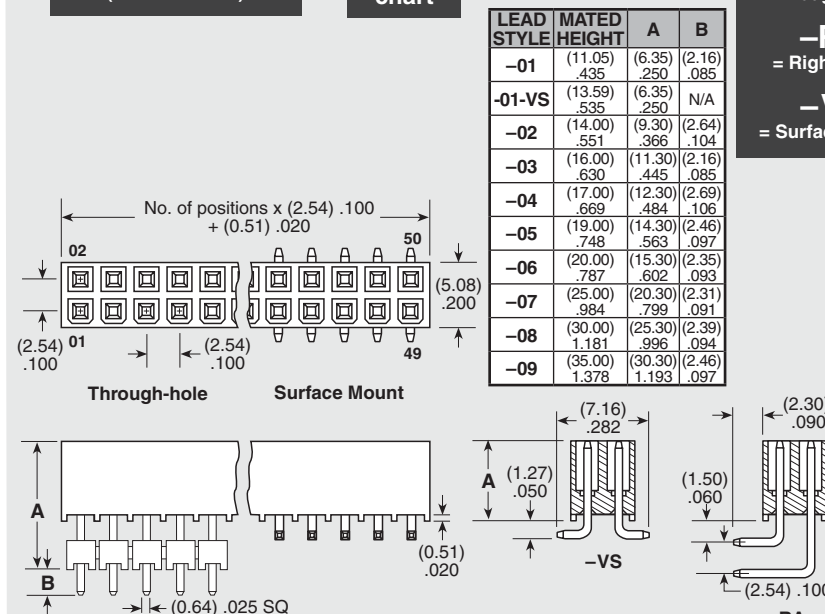 chart
LEAD STYLE MATED HEIGHT A B
–01 (11.05) .435 (6.35) .250 (2.16) .085
-01-VS (13.59) .535 (6.35) .250 N/A
–02 (14.00) .551 (9.30) .366 (2.64) .104
–03 (16.00) .630 (11.30) .445 (2.16) .085
–04 (17.00) .669 (12.30) .484 (2.69) .106
–05 (19.00) .748 (14.30) .563 (2.46) .097
–06 (20.00) .787 (15.30) .602 (2.35) .093
–07 (25.00) .984 (20.30) .799 (2.31) .091
–08 (30.00) 1.181 (25.30) .996 (2.39) .094
–09 (35.00) 1.378 (30.30) 1.193 (2.46) .097
= Righ
= Surfa
No. of positions x (2.54) .100
+ (0.51) .020
02
50
(5.08)
.200
01
49
(2.54)
.100
(2.54)
.100
Through-hole
Surface Mount
A
B
(0.64) .025 SQ
(0.51)
.020
(7.16)
.282
A
(1.27)
.050
–VS
(2.30)
.090
(1.50)
.060
(2.54) .100